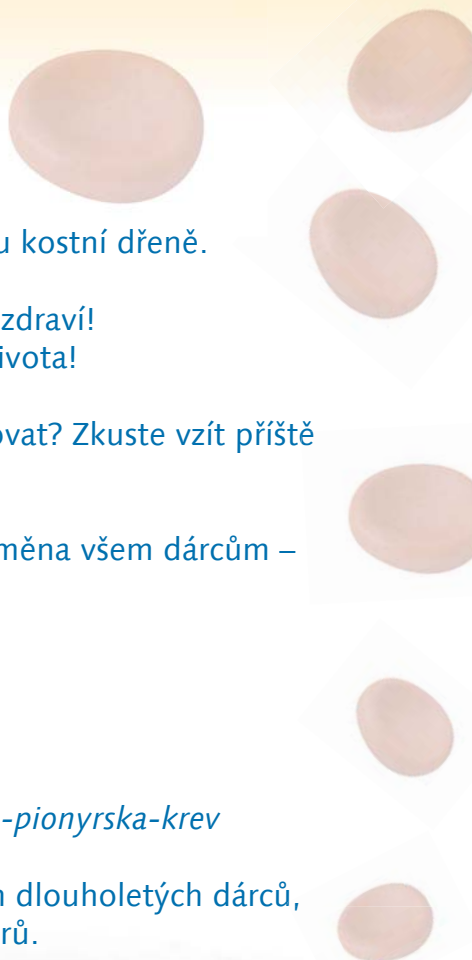 u kostní dřeně.
zdraví!
ivota!
ovat? Zkuste vzít příště
měna všem dárcům –
-pionyrska-krev
n dlouholetých dárců,
rů.